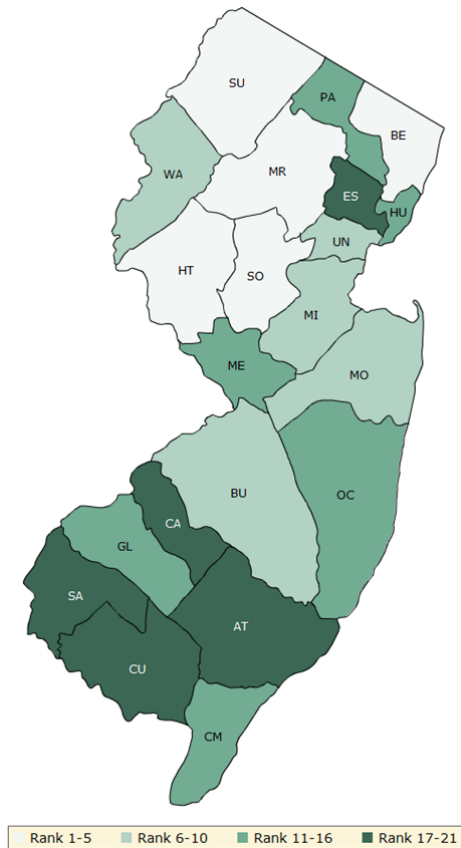 SU
PA
BE
WA
MR
ES
HU
UN
HT
SO
MI
ME
MO
BU
OC
CA
GL
SA
AT
CU
CM
Rank 1-5 Rank 6-10 Rank 11-16 Rank 17-21